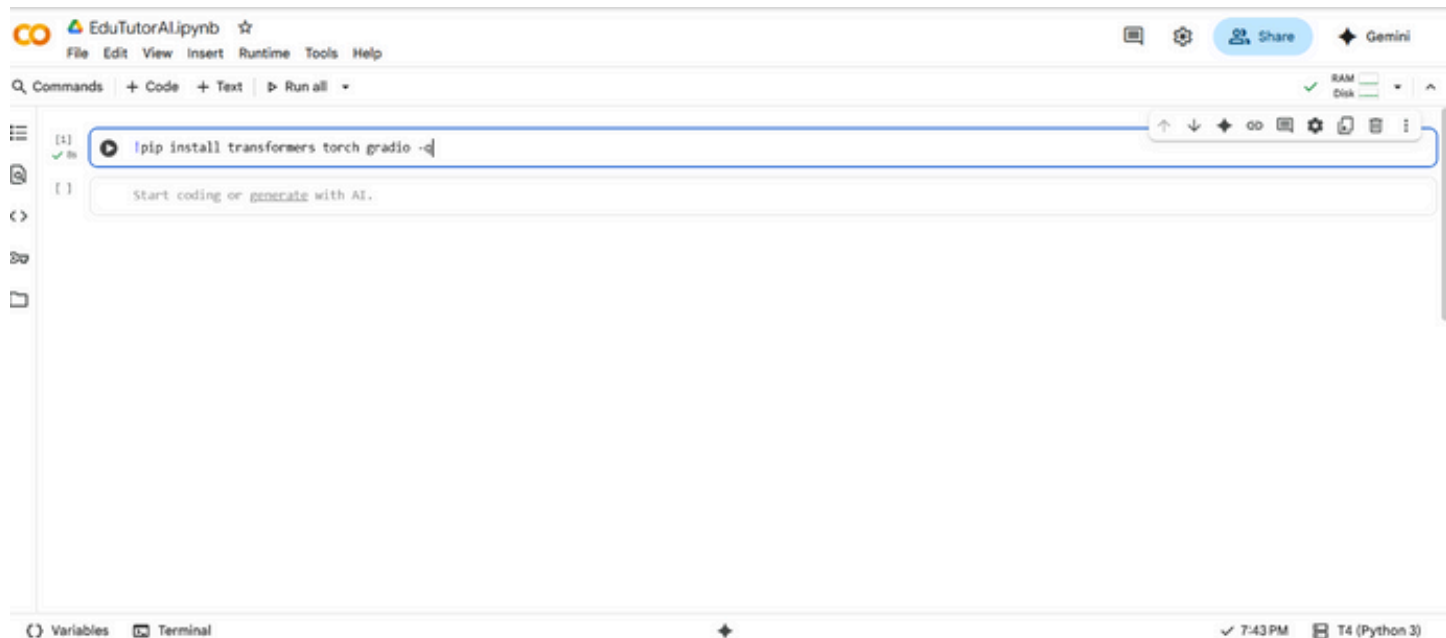 EduTutorAI.ipynb
File Edit View Insert Runtime Tools Help
Share
Gemini
Commands + Code + Text Run all
RAM
Disk
[1]
!pip install transformers torch gradio -q
[ ]
Start coding or generate with AI.
Variables Terminal
7:43 PM T4 (Python 3)